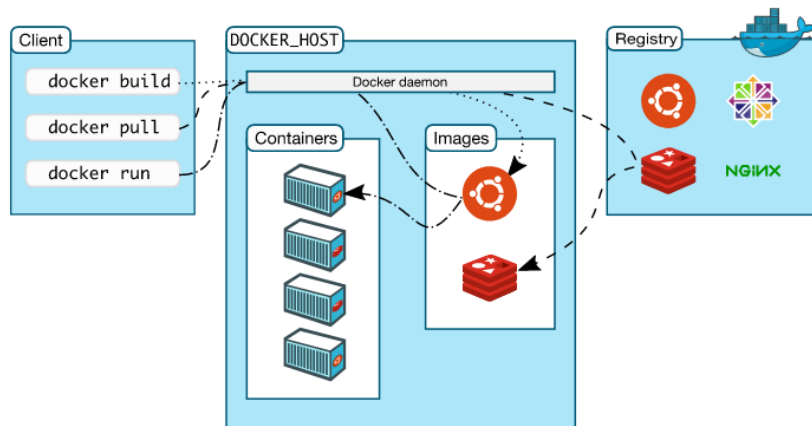 Client
docker build
docker pull
docker run
DOCKER_HOST
Docker daemon
Containers
Images
Registry
NGINX